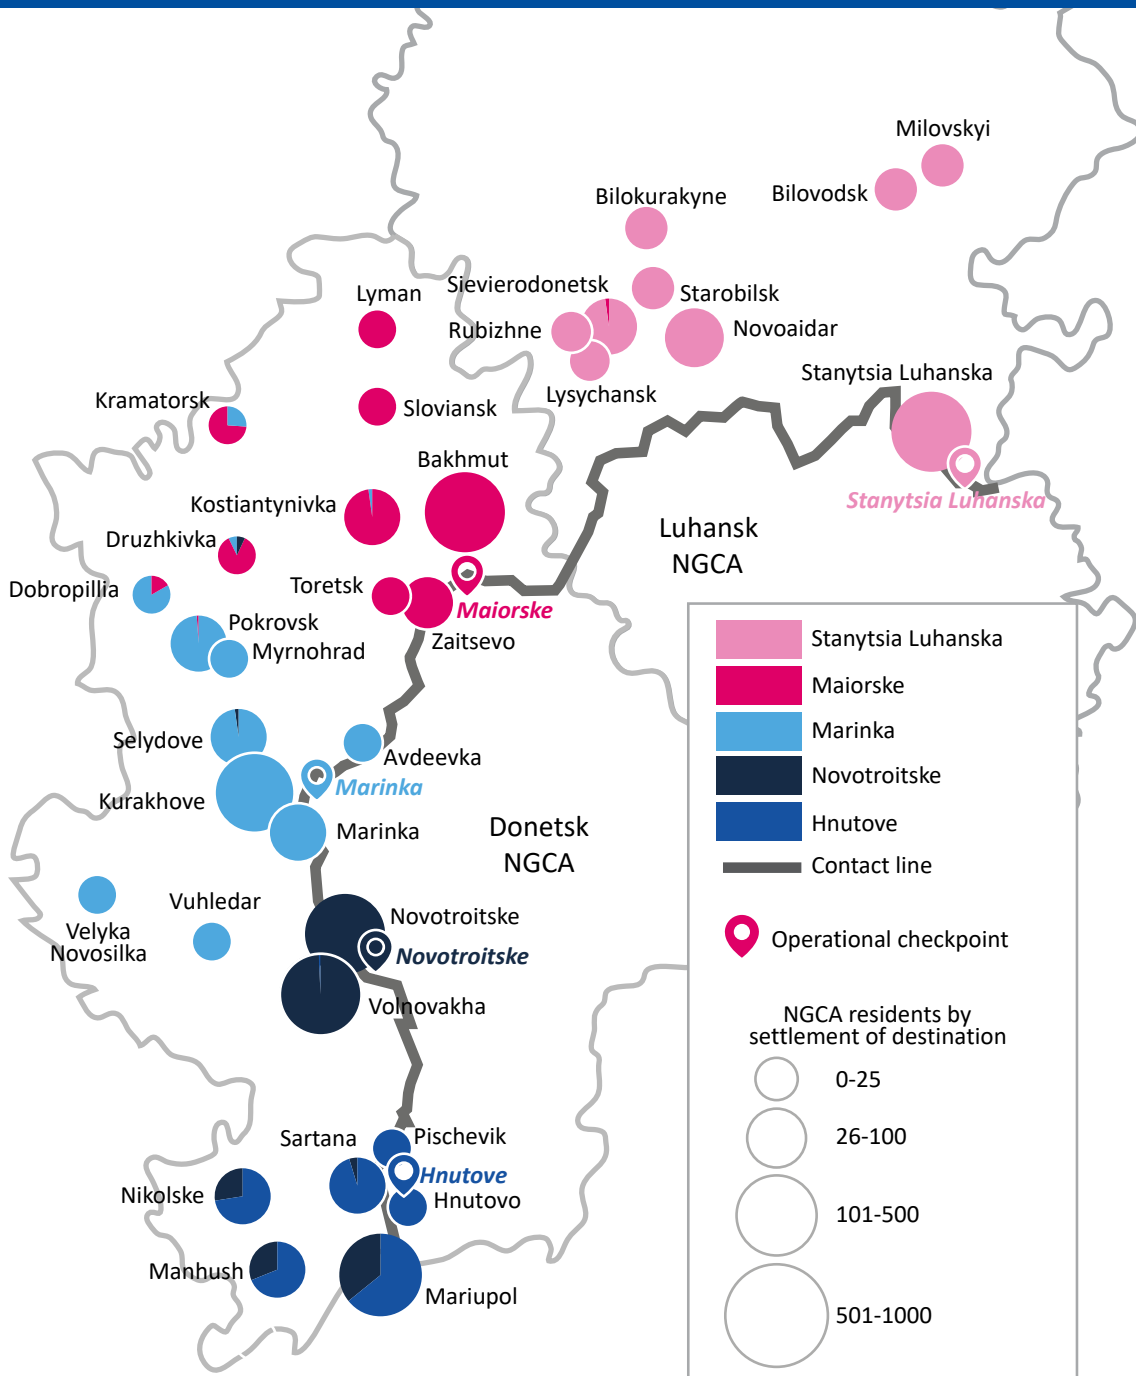 Milovskyi
Bilovodsk
Bilokurakyne
Sievierodonetsk
Starobilsk
Lyman
Rubizhne
Novoaidar
Stanytsia Luhanska
Lysychansk
Kramatorsk
Sloviansk
Bakhmut
Stanytsia Luhanska
Kostiantynivka
Luhansk
NGCA
Druzhkivka
Toretsk
Dobropillia
Maiorske
Zaitsevo
Pokrovsk
Myrnohrad
Selydove
Avdeevka
Marinka
Kurakhove
Marinka
Donetsk
NGCA
Vuhledar
Velyka
Novosilka
Novotroitske
Novotroitske
Volnovakha
Pischevik
Sartana
Hnutove
Nikolske
Hnutovo
Manhush
Mariupol
Stanytsia Luhanska
Maiorske
Marinka
Novotroitske
Hnutove
Contact line
Operational checkpoint
NGCA residents by
settlement of destination
0-25
26-100
101-500
501-1000